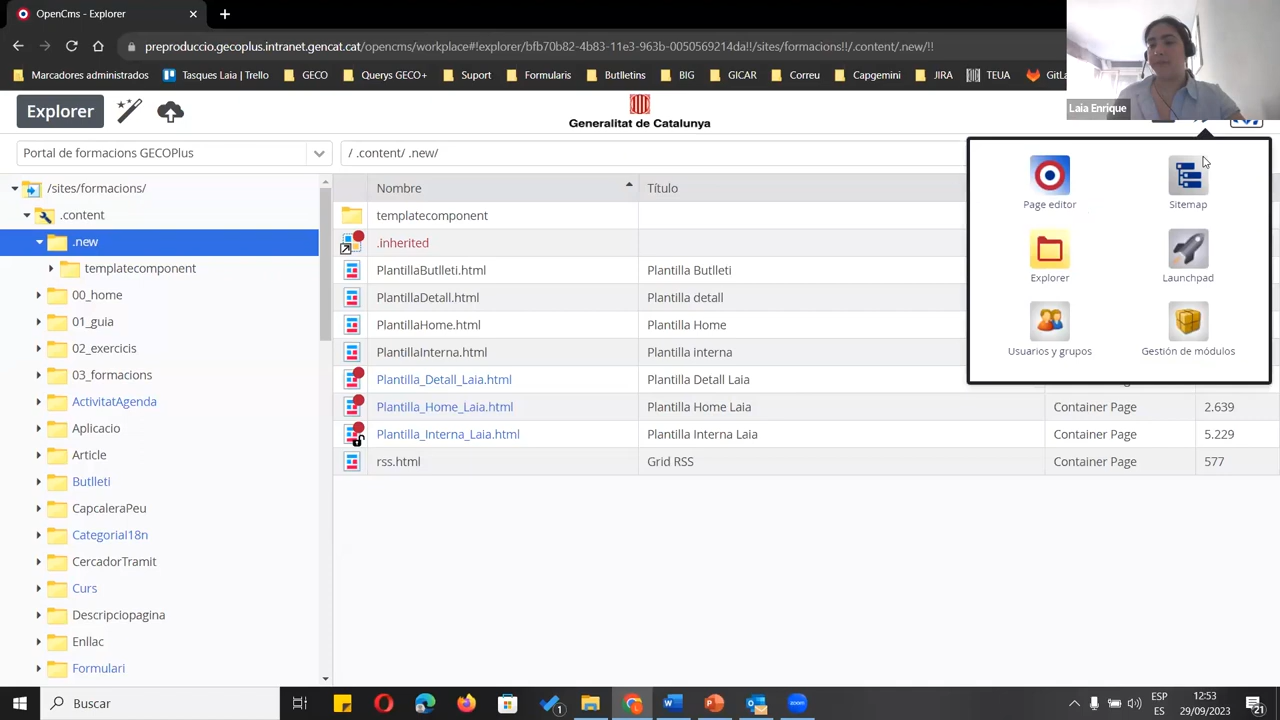 OpenCms - Explorer
preproduccio.gecoplus.intranet.gencat.cat/opencms/workplace#!explorer/bfb70b82-4b83-11e3-963b-0050569214da!!/sites/formacions!!/.content/.new/!!
Marcadores administrados
Tasques Laia | Trello
GECO
Querys GECO
Suport
Formularis
Butlletins
BIG
GICAR
Correu
Capgemini
JIRA
TEUA
GitLa
Laia Enrique
Explorer
Generalitat de Catalunya
Portal de formacions GECOPlus
/ .content/ .new/
/sites/formacions/
.content
.new
templatecomponent
00_home
01_guia
02_exercicis
03_formacions
ActivitatAgenda
Aplicacio
Article
Butlleti
CapcaleraPeu
CategoriaI18n
CercadorTramit
Curs
Descripciopagina
Enllac
Formulari
Nombre Título
templatecomponent
.inherited
PlantillaButlleti.html Plantilla Butlleti
PlantillaDetall.html Plantilla detall
PlantillaHome.html Plantilla Home
PlantillaInterna.html Plantilla interna
Plantilla_Detall_Laia.html Plantilla Detall Laia
Plantilla_Home_Laia.html Plantilla Home Laia Container Page 2.639
Plantilla_Interna_Laia.html Plantilla Interna Laia Container Page 5.229
rss.html Grid RSS Container Page 577
Page editor Sitemap
Explorer Launchpad
Usuarios y grupos Gestión de módulos
Buscar
1
ESP
ES
12:53
29/09/2023
21